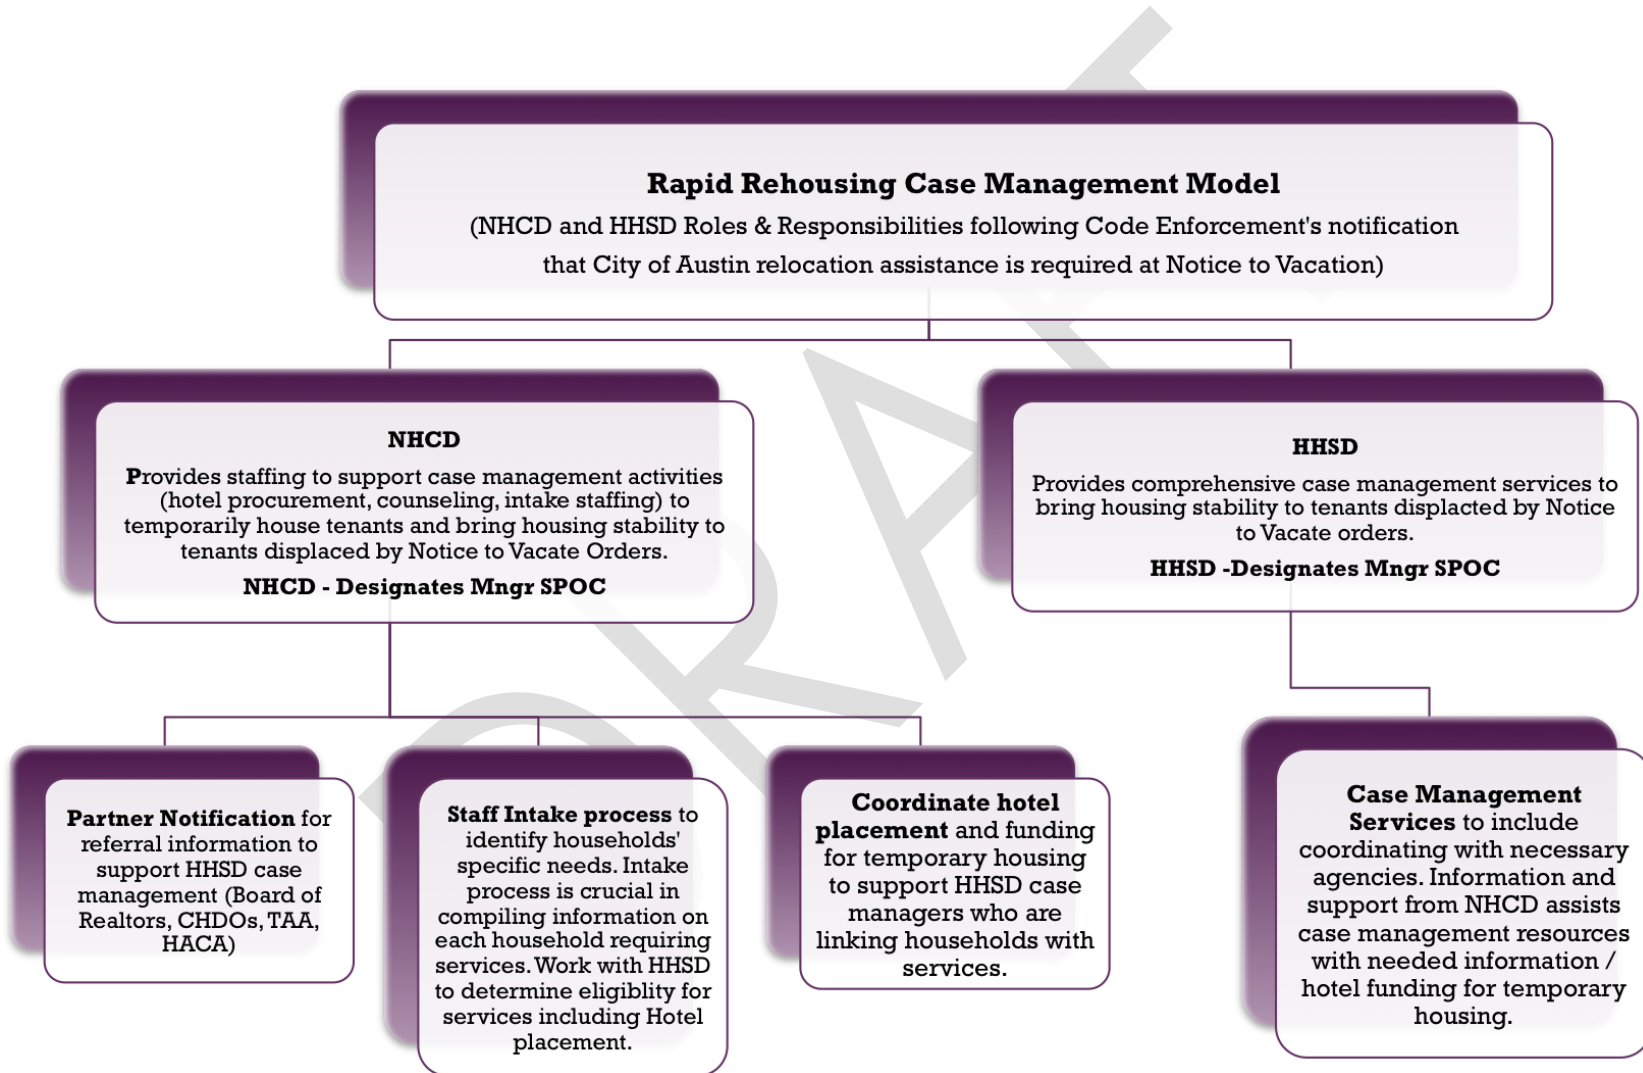 Rapid Rehousing Case Management Model
(NHCD and HHSD Roles & Responsibilities following Code Enforcement's notification
that City of Austin relocation assistance is required at Notice to Vacation)
NHCD
Provides staffing to support case management activities
(hotel procurement, counseling, intake staffing) to
temporarily house tenants and bring housing stability to
tenants displaced by Notice to Vacate Orders.
NHCD - Designates Mngr SPOC
HHSD
Provides comprehensive case management services to
bring housing stability to tenants displacted by Notice
to Vacate orders.
HHSD -Designates Mngr SPOC
Partner Notification for
referral information to
support HHSD case
management (Board of
Realtors, CHDOs, TAA,
HACA)
Staff Intake process to
identify households'
specific needs. Intake
process is crucial in
compiling information on
each household requiring
services. Work with HHSD
to determine eligiblity for
services including Hotel
placement.
Coordinate hotel
placement and funding
for temporary housing
to support HHSD case
managers who are
linking households with
services.
Case Management
Services to include
coordinating with necessary
agencies. Information and
support from NHCD assists
case management resources
with needed information /
hotel funding for temporary
housing.
DRAFT